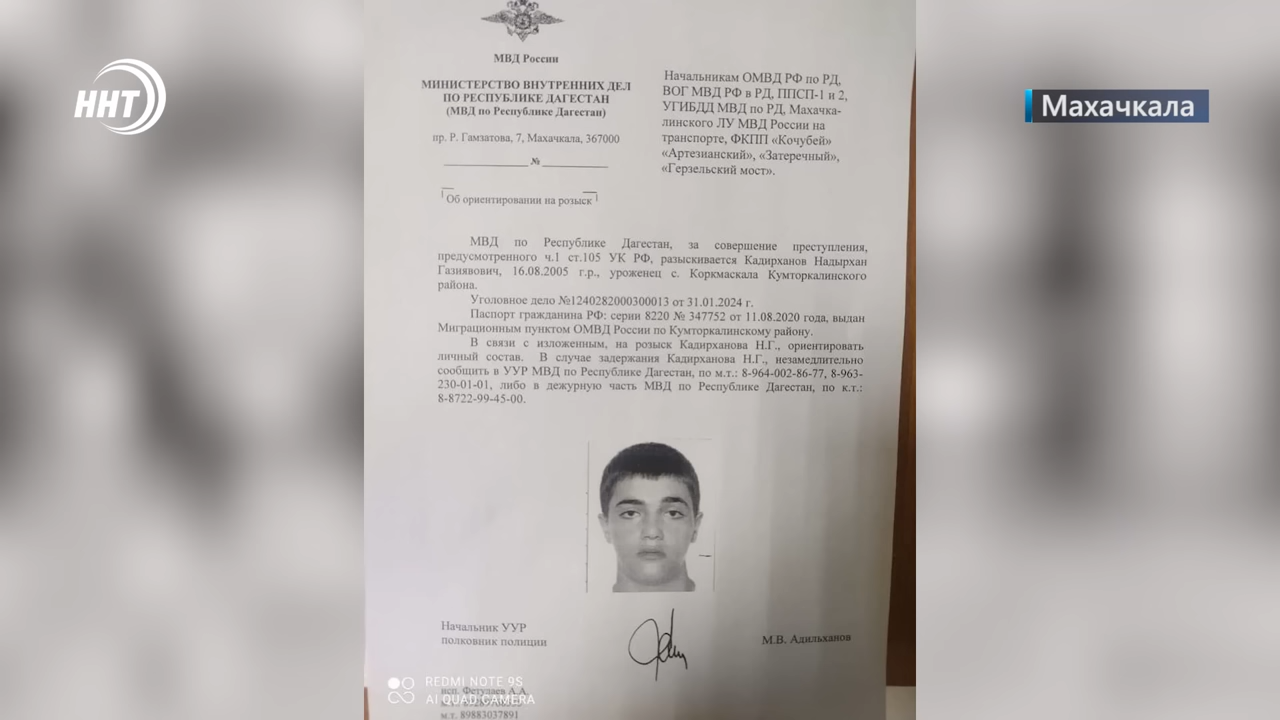 ННТ
Махачкала
МВД России
МИНИСТЕРСТВО ВНУТРЕННИХ ДЕЛ
ПО РЕСПУБЛИКЕ ДАГЕСТАН
(МВД по Республике Дагестан)
пр. Р. Гамзатова, 7, Махачкала, 367000
№
Об ориентировании на розыск
Начальникам ОМВД РФ по РД,
ВОГ МВД РФ в РД, ППСП-1 и 2,
УГИБДД МВД по РД, Махачка-
линского ЛУ МВД России на
транспорте, ФКПП «Кочубей»
«Артезианский», «Затеречный»,
«Герзельский мост».
МВД по Республике Дагестан, за совершение преступления,
предусмотренного ч.1 ст.105 УК РФ, разыскивается Кадирханов Надырхан
Газиявович, 16.08.2005 г.р., уроженец с. Коркмаскала Кумторкалинского
района.
Уголовное дело №1240282000300013 от 31.01.2024 г.
Паспорт гражданина РФ: серии 8220 № 347752 от 11.08.2020 года, выдан
Миграционным пунктом ОМВД России по Кумторкалинскому району.
В связи с изложенным, на розыск Кадирханова Н.Г., ориентировать
личный состав. В случае задержания Кадирханова Н.Г., незамедлительно
сообщить в УУР МВД по Республике Дагестан, по м.т.: 8-964-002-86-77, 8-963-
230-01-01, либо в дежурную часть МВД по Республике Дагестан, по к.т.:
8-8722-99-45-00.
Начальник УУР
полковник полиции
М.В. Адильханов
REDMI NOTE 9S
AI QUAD CAMERA
исп. Фетулаев А.А.
м.т. 89883037891